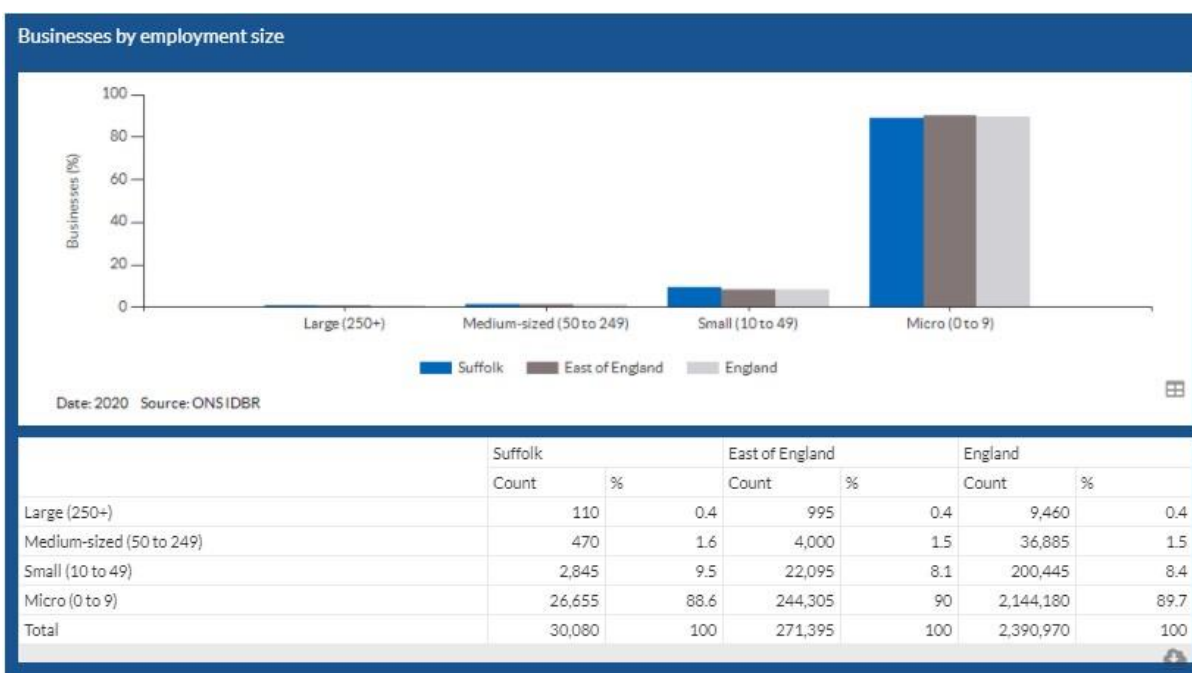 Businesses by employment size
100
80
60
40
20
0
Businesses (%)
Large (250+) Medium-sized (50 to 249) Small (10 to 49) Micro (0 to 9)
Suffolk East of England England
Date: 2020 Source: ONS IDBR
Suffolk East of England England
Count % Count % Count %
Large (250+) 110 0.4 995 0.4 9,460 0.4
Medium-sized (50 to 249) 470 1.6 4,000 1.5 36,885 1.5
Small (10 to 49) 2,845 9.5 22,095 8.1 200,445 8.4
Micro (0 to 9) 26,655 88.6 244,305 90 2,144,180 89.7
Total 30,080 100 271,395 100 2,390,970 100